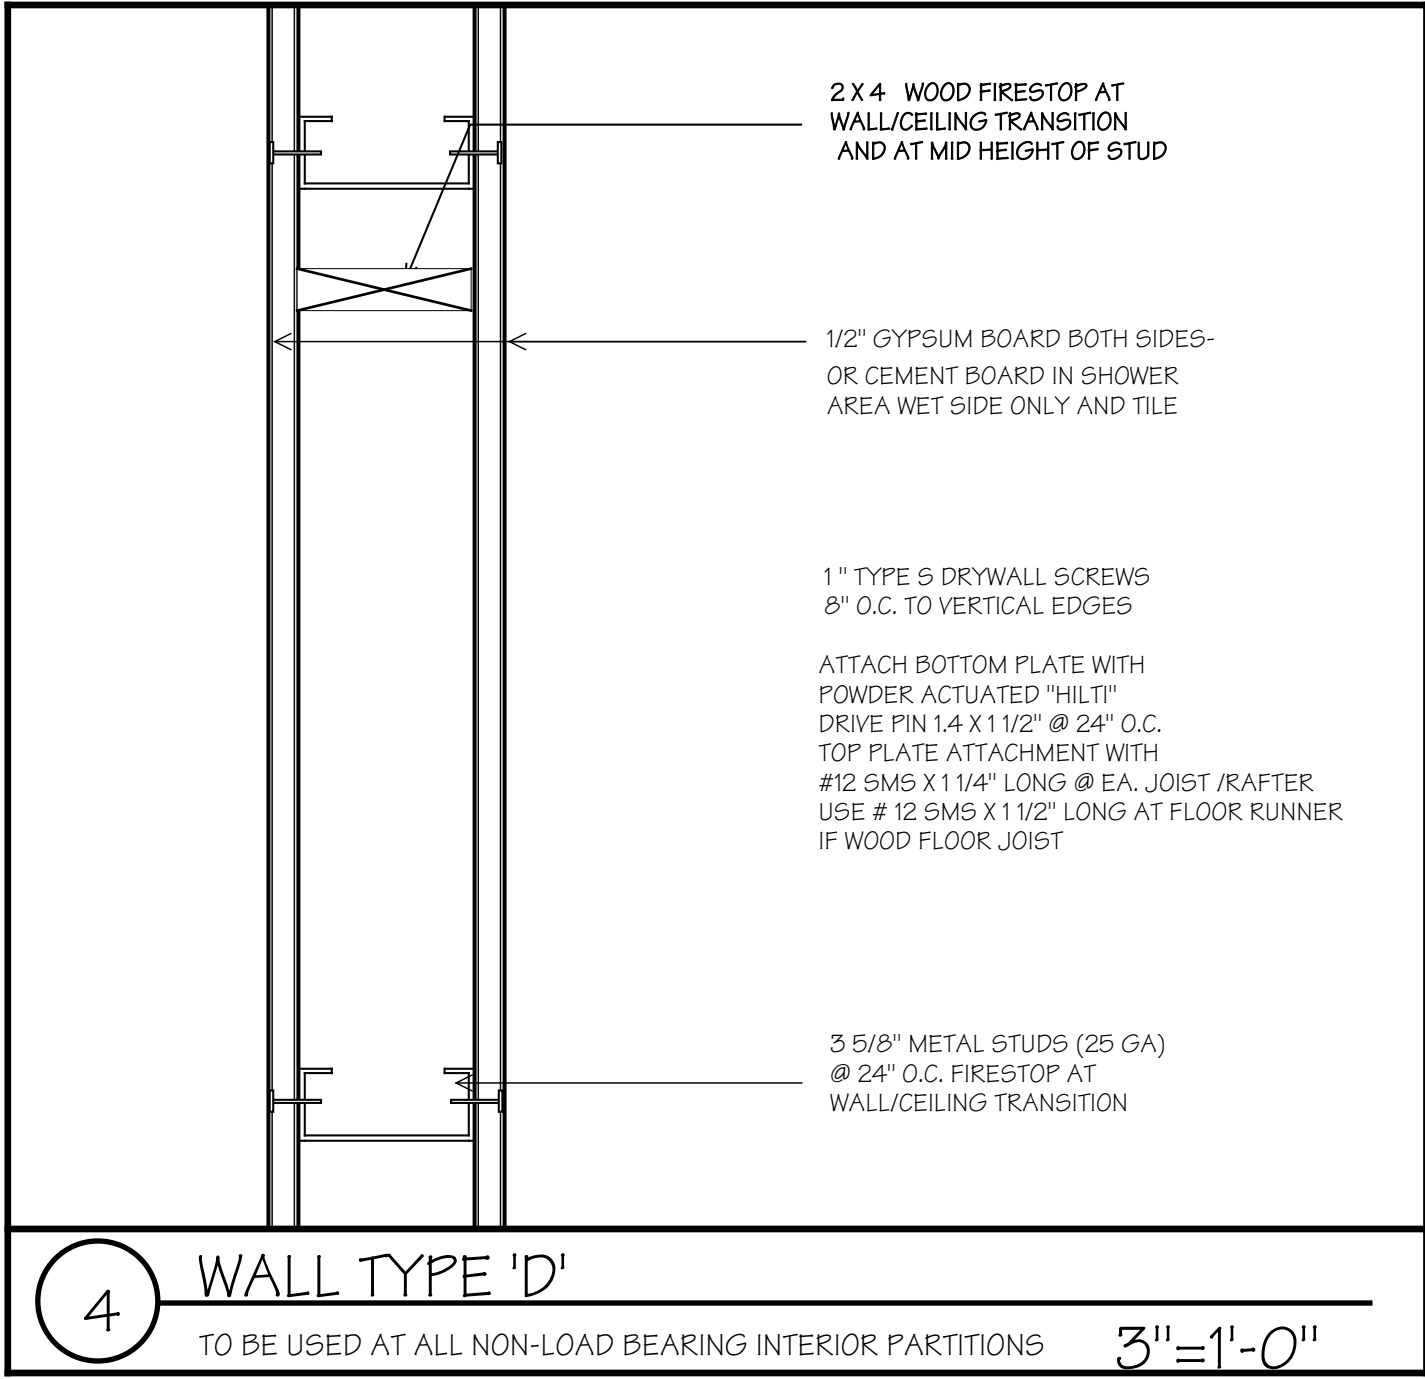 2 X 4 WOOD FIRESTOP AT
WALL/CEILING TRANSITION
AND AT MID HEIGHT OF STUD
1/2" GYPSUM BOARD BOTH SIDES-
OR CEMENT BOARD IN SHOWER
AREA WET SIDE ONLY AND TILE
1" TYPE S DRYWALL SCREWS
8" O.C. TO VERTICAL EDGES
ATTACH BOTTOM PLATE WITH
POWDER ACTUATED "HILTI"
DRIVE PIN 1.4 X 1 1/2" @ 24" O.C.
TOP PLATE ATTACHMENT WITH
#12 SMS X 1 1/4" LONG @ EA. JOIST /RAFTER
USE # 12 SMS X 1 1/2" LONG AT FLOOR RUNNER
IF WOOD FLOOR JOIST
3 5/8" METAL STUDS (25 GA)
@ 24" O.C. FIRESTOP AT
WALL/CEILING TRANSITION
4
WALL TYPE 'D'
TO BE USED AT ALL NON-LOAD BEARING INTERIOR PARTITIONS
3"=1'-0"